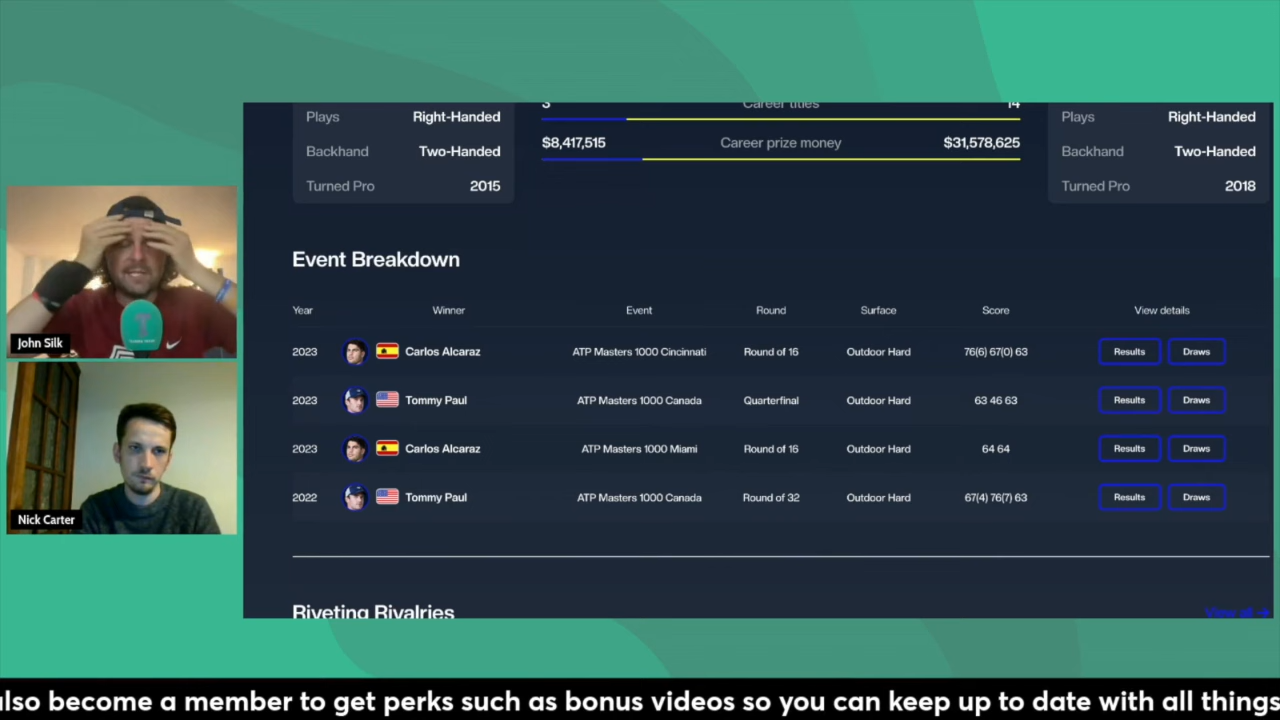 3 Career titles 14
Plays Right-Handed
$8,417,515 Career prize money $31,578,625
Plays Right-Handed
Backhand Two-Handed
Backhand Two-Handed
Turned Pro 2015
Turned Pro 2018
Event Breakdown
Year Winner Event Round Surface Score View details
2023 Carlos Alcaraz ATP Masters 1000 Cincinnati Round of 16 Outdoor Hard 76(6) 67(0) 63 Results Draws
2023 Tommy Paul ATP Masters 1000 Canada Quarterfinal Outdoor Hard 63 46 63 Results Draws
2023 Carlos Alcaraz ATP Masters 1000 Miami Round of 16 Outdoor Hard 64 64 Results Draws
2022 Tommy Paul ATP Masters 1000 Canada Round of 32 Outdoor Hard 67(4) 76(7) 63 Results Draws
Riveting Rivalries View all
John Silk
Nick Carter
also become a member to get perks such as bonus videos so you can keep up to date with all things